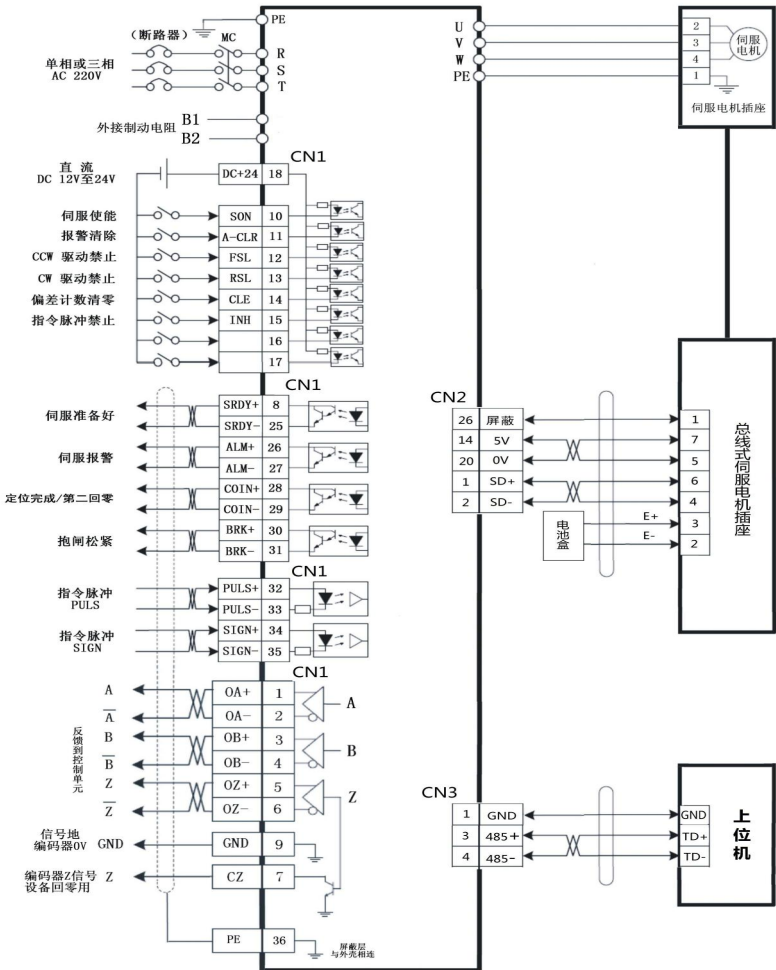 PE
(断路器) MC
单相或三相
AC 220V
R
S
T
外接制动电阻
B1
B2
直流
DC 12V至24V
CN1
DC+24 18
伺服使能 SON 10
报警清除 A-CLR 11
CCW 驱动禁止 FSL 12
CW 驱动禁止 RSL 13
偏差计数清零 CLE 14
指令脉冲禁止 INH 15
16
17
CN1
伺服准备好
SRDY+ 8
SRDY- 25
伺服报警
ALM+ 26
ALM- 27
定位完成/第二回零
COIN+ 28
COIN- 29
抱闸松紧
BRK+ 30
BRK- 31
CN1
指令脉冲
PULS
PULS+ 32
PULS- 33
指令脉冲
SIGN
SIGN+ 34
SIGN- 35
CN1
反馈到控制单元
A OA+ 1
A OA- 2
A
B OB+ 3
B OB- 4
B
Z OZ+ 5
Z OZ- 6
Z
信号地
编码器0V GND GND 9
编码器Z信号
设备回零用 Z CZ 7
PE 36
屏蔽层
与外壳相连
U
V
W
PE
2
3
4
1
伺服
电机
伺服电机插座
CN2
26 屏蔽 1
14 5V 7
20 0V 5
1 SD+ 6
2 SD- 4
电池盒
E+ 3
E- 2
总线式伺服电机插座
CN3
1 GND GND
3 485+ TD+
4 485- TD-
上位机